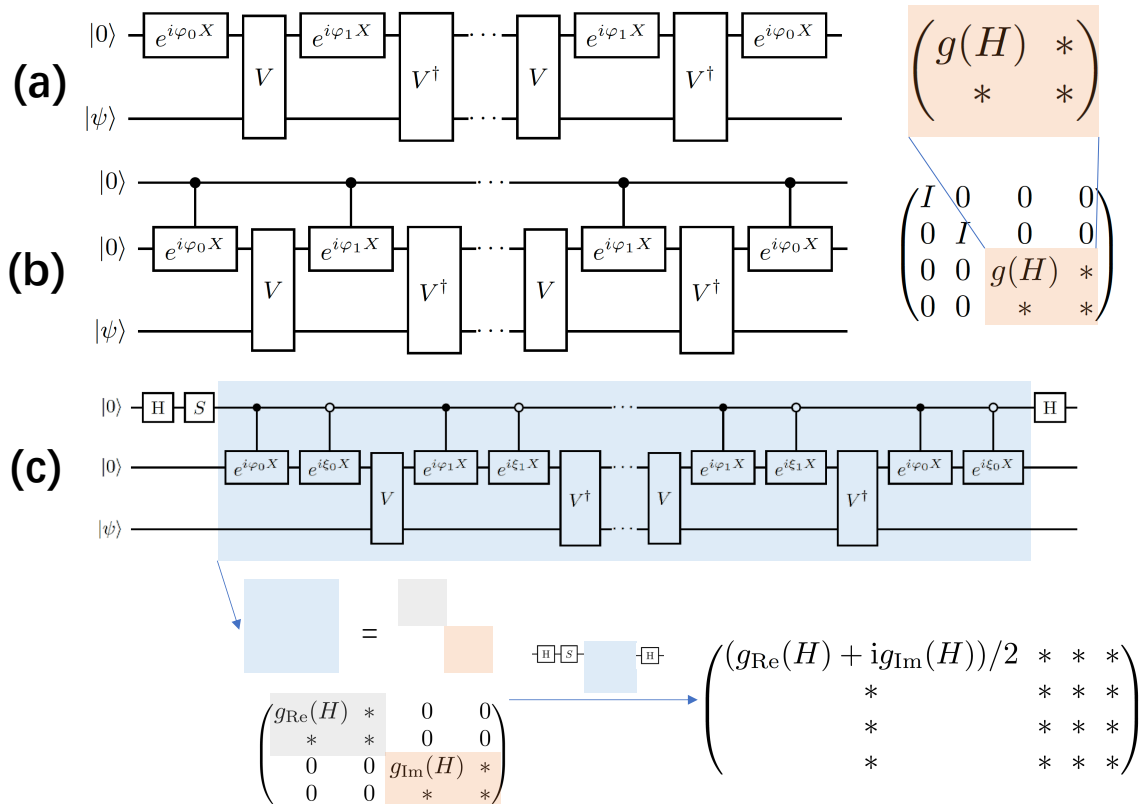 (a)
|0⟩ e^{iφ_0 X} V e^{iφ_1 X} V^† ··· V e^{iφ_1 X} V^† e^{iφ_0 X}
|ψ⟩ ···
(g(H) *
* *)
(b)
|0⟩ ···
|0⟩ e^{iφ_0 X} V e^{iφ_1 X} V^† ··· V e^{iφ_1 X} V^† e^{iφ_0 X}
|ψ⟩ ···
(I 0 0 0
0 I 0 0
0 0 g(H) *
0 0 * *)
(c)
|0⟩ H S ··· H
|0⟩ e^{iφ_0 X} e^{iξ_0 X} V e^{iφ_1 X} e^{iξ_1 X} V^† ··· V e^{iφ_1 X} e^{iξ_1 X} V^† e^{iφ_0 X} e^{iξ_0 X}
|ψ⟩ ···
=
(g_Re(H) * 0 0
* * 0 0
0 0 g_Im(H) *
0 0 * *)
H S H
((g_Re(H) + ig_Im(H))/2 * * *
* * * *
* * * *
* * * *)